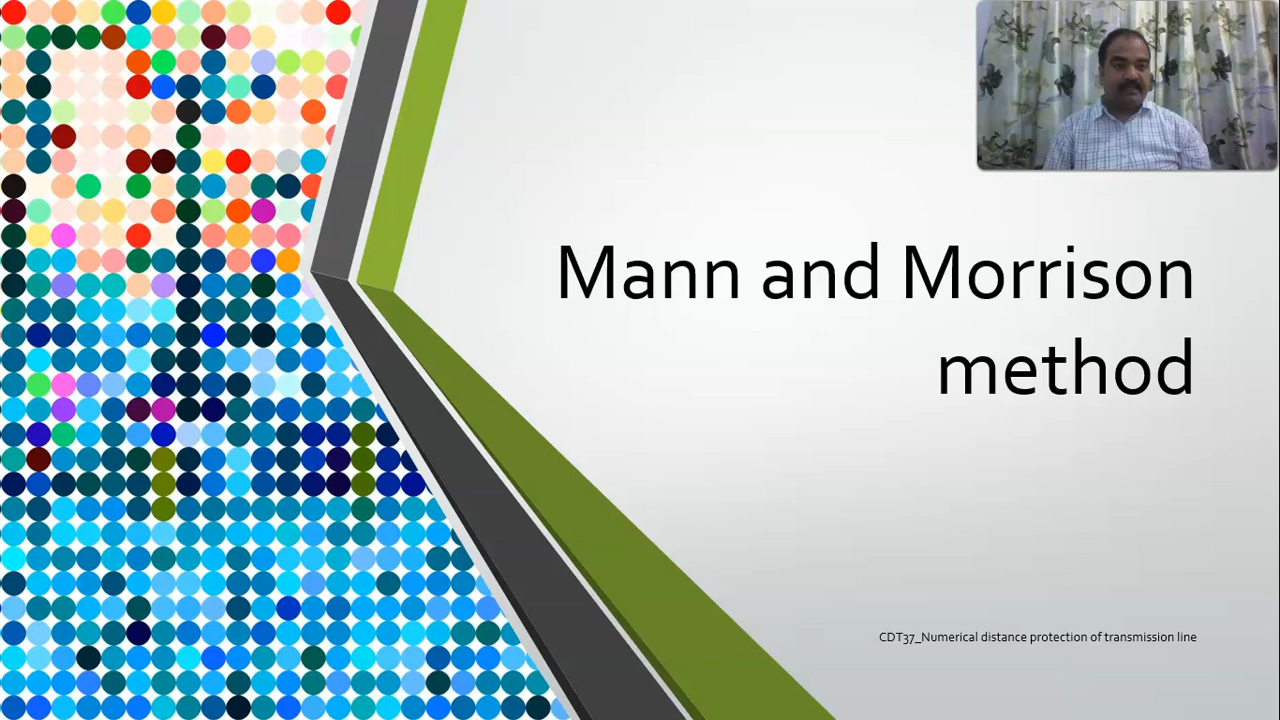 Mann and Morrison
method
CDT37_Numerical distance protection of transmission line